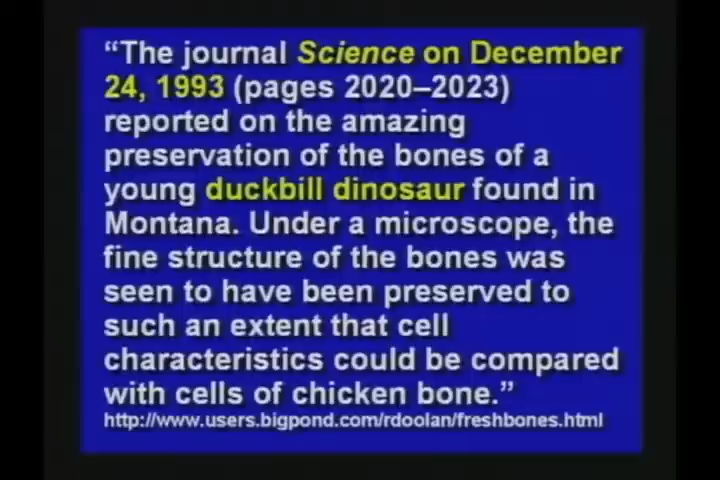 “The journal Science on December
24, 1993 (pages 2020–2023)
reported on the amazing
preservation of the bones of a
young duckbill dinosaur found in
Montana. Under a microscope, the
fine structure of the bones was
seen to have been preserved to
such an extent that cell
characteristics could be compared
with cells of chicken bone.”
http://www.users.bigpond.com/rdoolan/freshbones.html